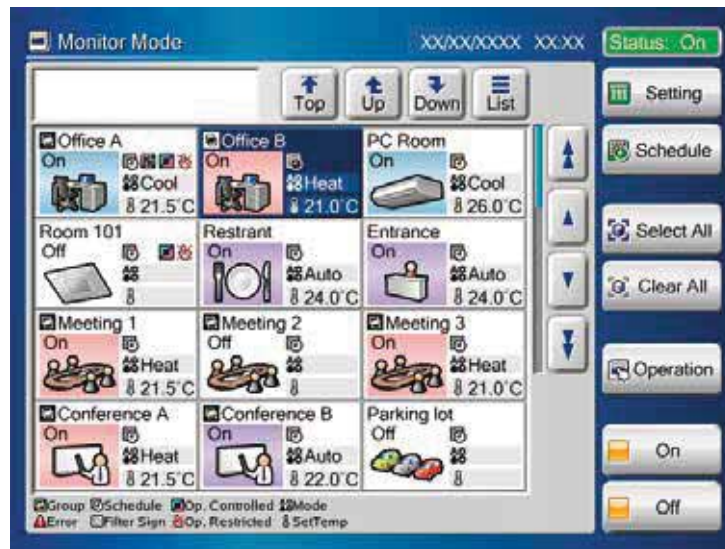 Monitor Mode XX/XX/XXXX XX:XX Status: On
Top Up Down List
Setting
Schedule
Select All
Clear All
Operation
On
Off
Office A
On
Cool
21.5°C
Office B
On
Heat
21.0°C
PC Room
On
Cool
26.0°C
Room 101
Off
Restrant
On
Auto
24.0°C
Entrance
On
Auto
24.0°C
Meeting 1
On
Heat
21.5°C
Meeting 2
Off
Meeting 3
On
Heat
21.0°C
Conference A
On
Heat
21.5°C
Conference B
On
Auto
22.0°C
Parking lot
Off
Group Schedule Op. Controlled Mode
Error Filter Sign Op. Restricted SetTemp